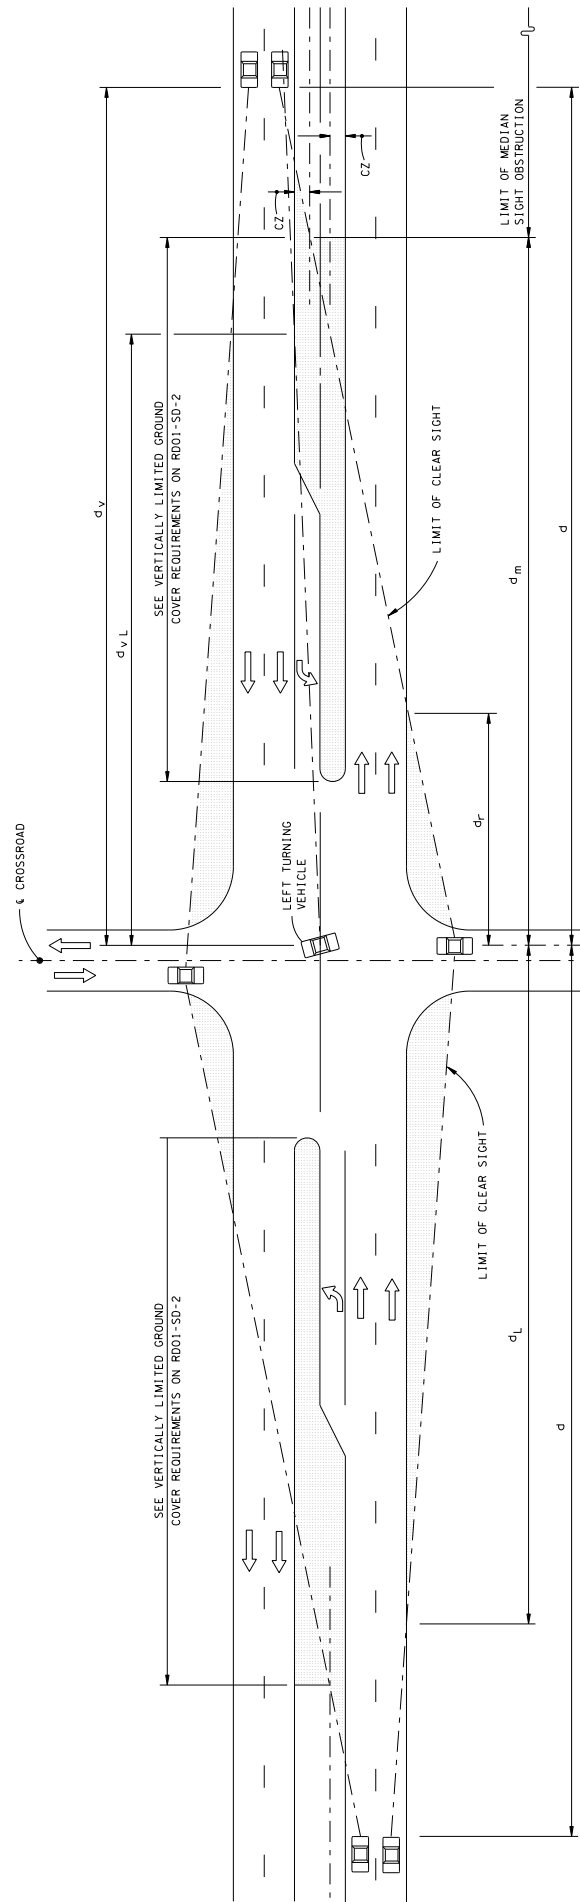 LIMIT OF MEDIAN
SIGHT OBSTRUCTION
CZ
CZ
d
d v
SEE VERTICALLY LIMITED GROUND
COVER REQUIREMENTS ON RD01-SD-2
d v L
LIMIT OF CLEAR SIGHT
d m
d r
℄ CROSSROAD
LEFT TURNING
VEHICLE
LIMIT OF CLEAR SIGHT
SEE VERTICALLY LIMITED GROUND
COVER REQUIREMENTS ON RD01-SD-2
d L
d